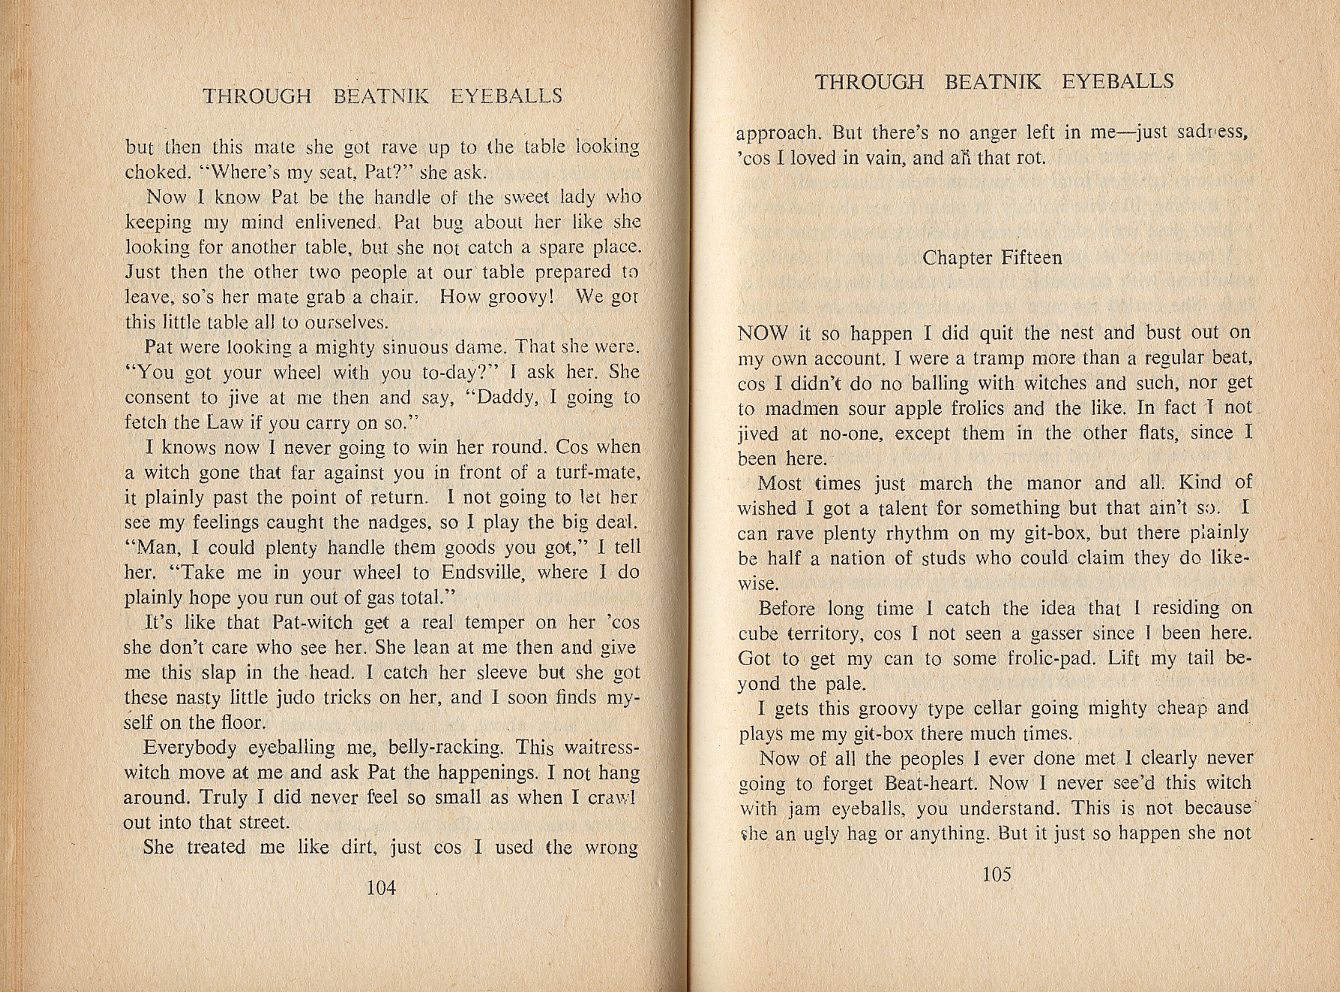 THROUGH BEATNIK EYEBALLS
but then this mate she got rave up to the table looking
choked. “Where’s my seat, Pat?” she ask.
Now I know Pat be the handle of the sweet lady who
keeping my mind enlivened. Pat bug about her like she
looking for another table, but she not catch a spare place.
Just then the other two people at our table prepared to
leave, so’s her mate grab a chair. How groovy! We got
this little table all to ourselves.
Pat were looking a mighty sinuous dame. That she were.
“You got your wheel with you to-day?” I ask her. She
consent to jive at me then and say, “Daddy, I going to
fetch the Law if you carry on so.”
I knows now I never going to win her round. Cos when
a witch gone that far against you in front of a turf-mate,
it plainly past the point of return. I not going to let her
see my feelings caught the nadges, so I play the big deal.
“Man, I could plenty handle them goods you got,” I tell
her. “Take me in your wheel to Endsville, where I do
plainly hope you run out of gas total.”
It’s like that Pat-witch get a real temper on her ’cos
she don’t care who see her. She lean at me then and give
me this slap in the head. I catch her sleeve but she got
these nasty little judo tricks on her, and I soon finds my-
self on the floor.
Everybody eyeballing me, belly-racking. This waitress-
witch move at me and ask Pat the happenings. I not hang
around. Truly I did never feel so small as when I crawl
out into that street.
She treated me like dirt, just cos I used the wrong
104
THROUGH BEATNIK EYEBALLS
approach. But there’s no anger left in me—just sadness,
’cos I loved in vain, and all that rot.
Chapter Fifteen
NOW it so happen I did quit the nest and bust out on
my own account. I were a tramp more than a regular beat,
cos I didn’t do no balling with witches and such, nor get
to madmen sour apple frolics and the like. In fact I not
jived at no-one, except them in the other flats, since I
been here.
Most times just march the manor and all. Kind of
wished I got a talent for something but that ain’t so. I
can rave plenty rhythm on my git-box, but there plainly
be half a nation of studs who could claim they do like-
wise.
Before long time I catch the idea that I residing on
cube territory, cos I not seen a gasser since I been here.
Got to get my can to some frolic-pad. Lift my tail be-
yond the pale.
I gets this groovy type cellar going mighty cheap and
plays me my git-box there much times.
Now of all the peoples I ever done met I clearly never
going to forget Beat-heart. Now I never see’d this witch
with jam eyeballs, you understand. This is not because
she an ugly hag or anything. But it just so happen she not
105